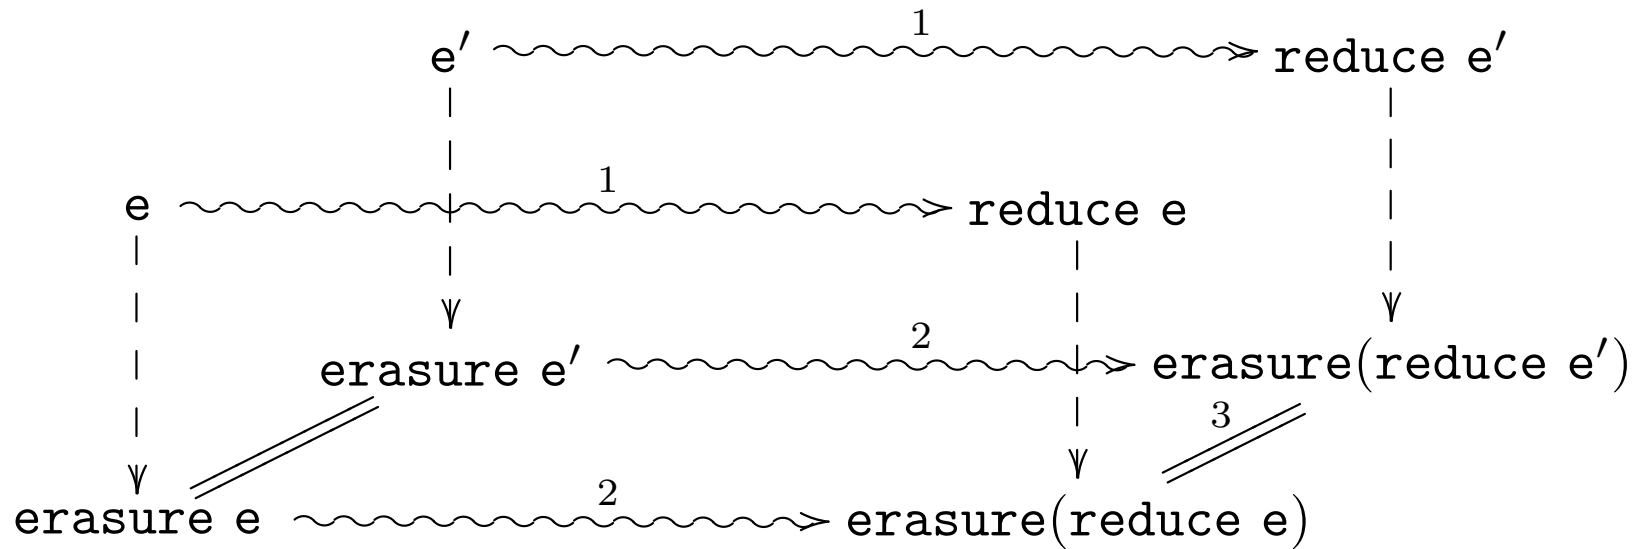 1
e′ reduce e′
1
e reduce e
2
erasure e′ erasure(reduce e′)
3
2
erasure e erasure(reduce e)